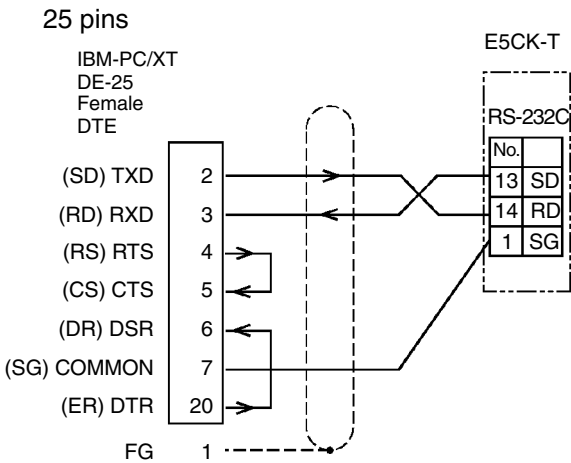 25 pins
IBM-PC/XT
DE-25
Female
DTE
E5CK-T
RS-232C
No.
(SD) TXD 2
13 SD
(RD) RXD 3
14 RD
(RS) RTS 4
1 SG
(CS) CTS 5
(DR) DSR 6
(SG) COMMON 7
(ER) DTR 20
FG 1